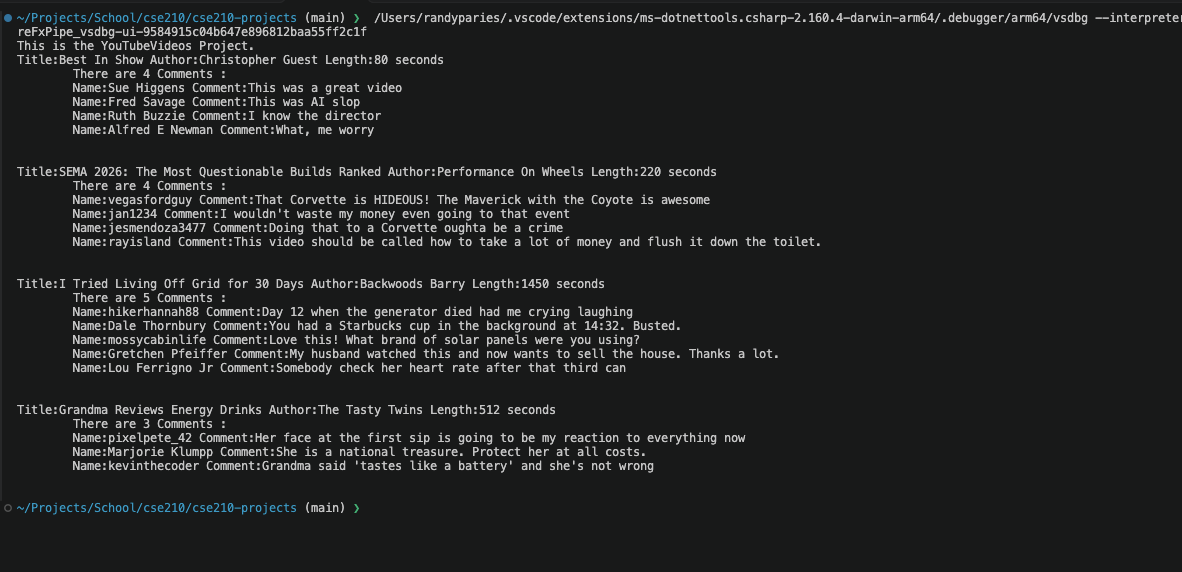 ~/Projects/School/cse210/cse210-projects (main) ❯ /Users/randyparies/.vscode/extensions/ms-dotnettools.csharp-2.160.4-darwin-arm64/.debugger/arm64/vsdbg --interpreter
reFxPipe_vsdbg-ui-9584915c04b647e896812baa55ff2c1f
This is the YouTubeVideos Project.
Title:Best In Show Author:Christopher Guest Length:80 seconds
There are 4 Comments :
Name:Sue Higgens Comment:This was a great video
Name:Fred Savage Comment:This was AI slop
Name:Ruth Buzzie Comment:I know the director
Name:Alfred E Newman Comment:What, me worry
Title:SEMA 2026: The Most Questionable Builds Ranked Author:Performance On Wheels Length:220 seconds
There are 4 Comments :
Name:vegasfordguy Comment:That Corvette is HIDEOUS! The Maverick with the Coyote is awesome
Name:jan1234 Comment:I wouldn't waste my money even going to that event
Name:jesmendoza3477 Comment:Doing that to a Corvette oughta be a crime
Name:rayisland Comment:This video should be called how to take a lot of money and flush it down the toilet.
Title:I Tried Living Off Grid for 30 Days Author:Backwoods Barry Length:1450 seconds
There are 5 Comments :
Name:hikerhannah88 Comment:Day 12 when the generator died had me crying laughing
Name:Dale Thornbury Comment:You had a Starbucks cup in the background at 14:32. Busted.
Name:mossycabinlife Comment:Love this! What brand of solar panels were you using?
Name:Gretchen Pfeiffer Comment:My husband watched this and now wants to sell the house. Thanks a lot.
Name:Lou Ferrigno Jr Comment:Somebody check her heart rate after that third can
Title:Grandma Reviews Energy Drinks Author:The Tasty Twins Length:512 seconds
There are 3 Comments :
Name:pixelpete_42 Comment:Her face at the first sip is going to be my reaction to everything now
Name:Marjorie Klumpp Comment:She is a national treasure. Protect her at all costs.
Name:kevinthecoder Comment:Grandma said 'tastes like a battery' and she's not wrong
~/Projects/School/cse210/cse210-projects (main) ❯